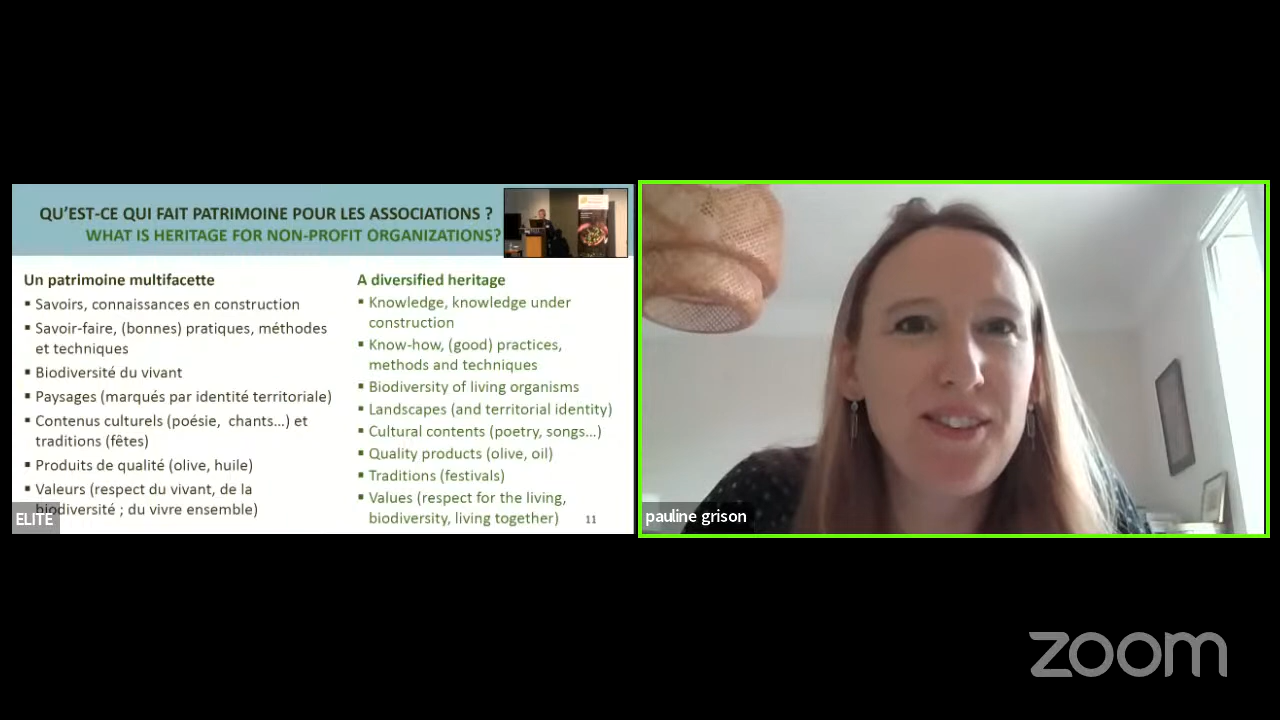 QU'EST-CE QUI FAIT PATRIMOINE POUR LES ASSOCIATIONS ?
WHAT IS HERITAGE FOR NON-PROFIT ORGANIZATIONS?
Un patrimoine multifacette
▪ Savoirs, connaissances en construction
▪ Savoir-faire, (bonnes) pratiques, méthodes
et techniques
▪ Biodiversité du vivant
▪ Paysages (marqués par identité territoriale)
▪ Contenus culturels (poésie, chants...) et
traditions (fêtes)
▪ Produits de qualité (olive, huile)
▪ Valeurs (respect du vivant, de la
biodiversité ; du vivre ensemble)
ELITE
A diversified heritage
▪ Knowledge, knowledge under
construction
▪ Know-how, (good) practices,
methods and techniques
▪ Biodiversity of living organisms
▪ Landscapes (and territorial identity)
▪ Cultural contents (poetry, songs...)
▪ Quality products (olive, oil)
▪ Traditions (festivals)
▪ Values (respect for the living,
biodiversity, living together)
11
pauline grison
zoom